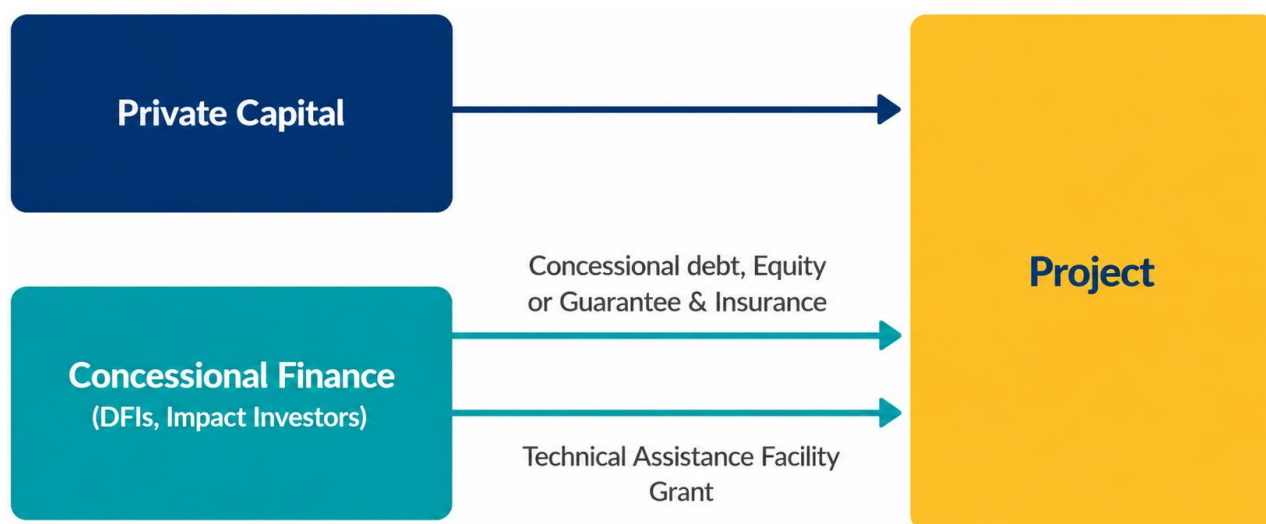 Private Capital
Concessional debt, Equity
or Guarantee & Insurance
Project
Concessional Finance
(DFIs, Impact Investors)
Technical Assistance Facility
Grant